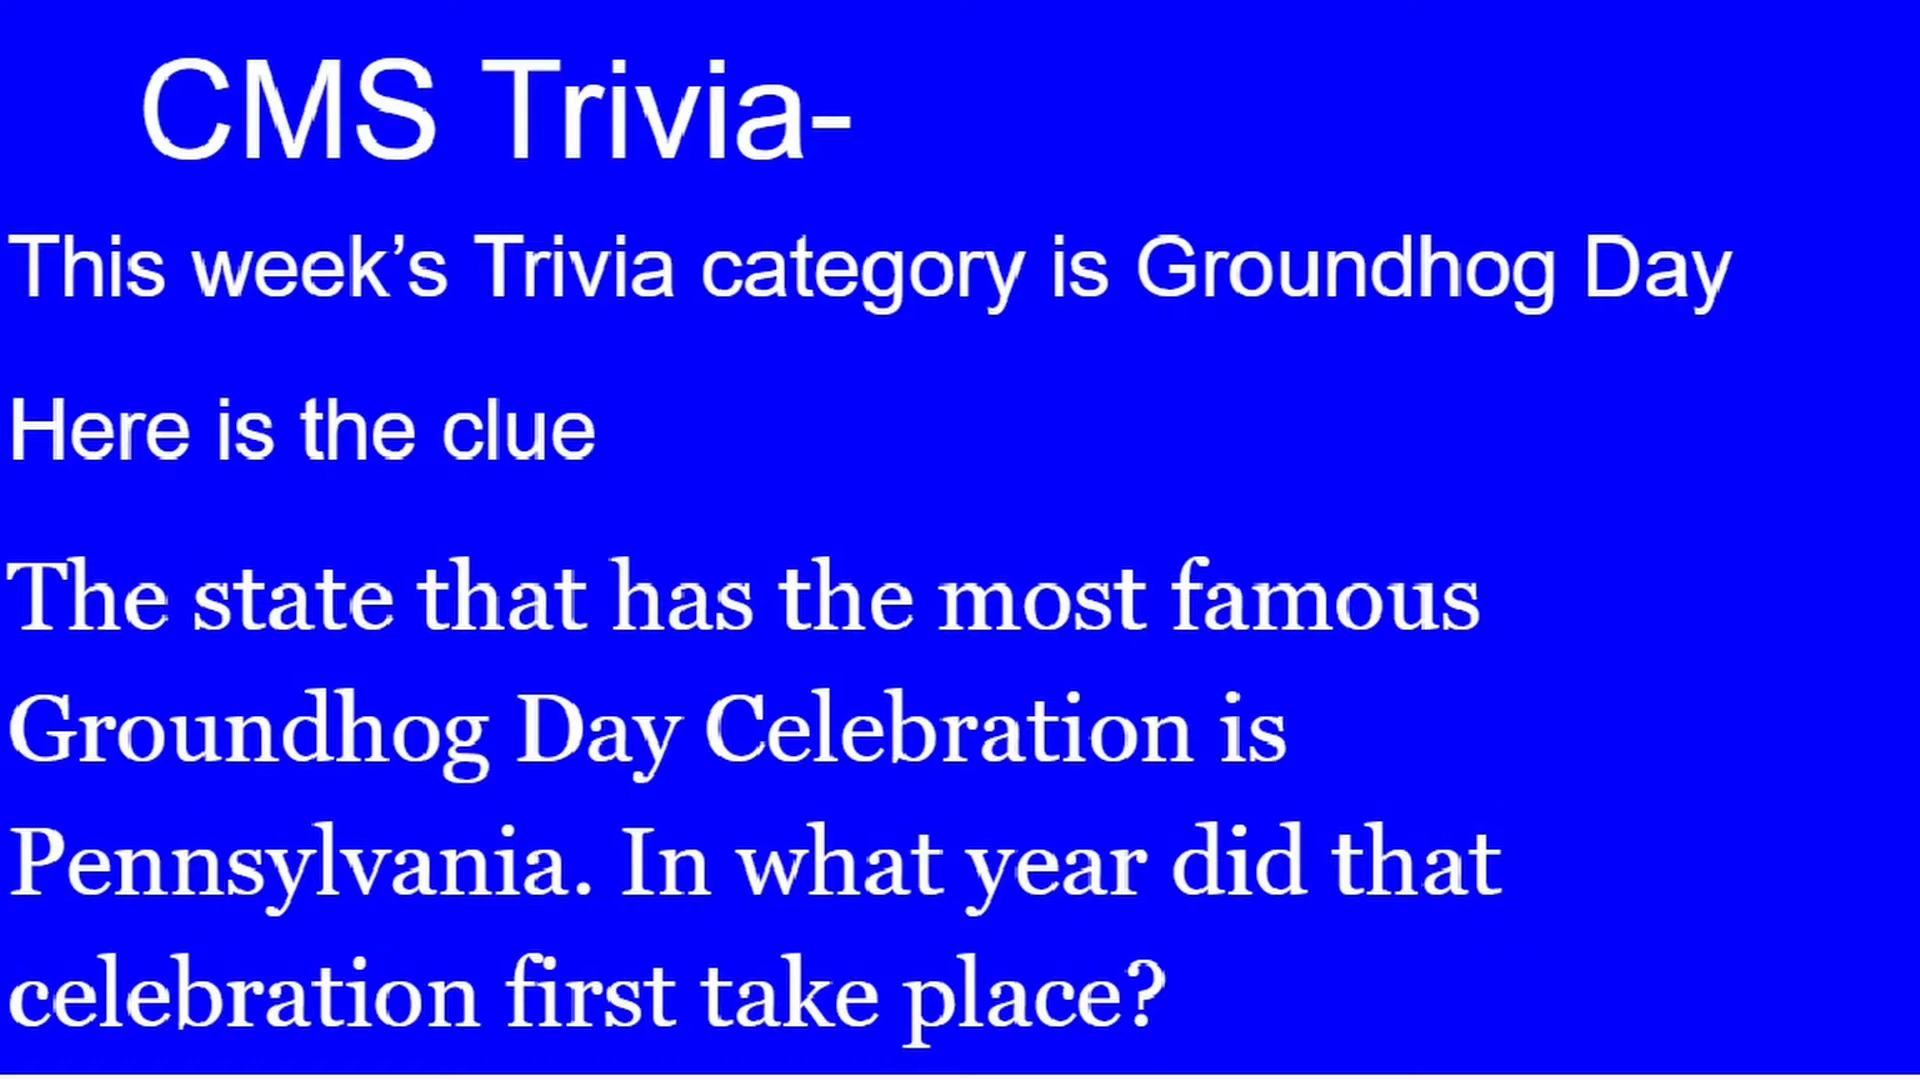 CMS Trivia-
This week’s Trivia category is Groundhog Day
Here is the clue
The state that has the most famous
Groundhog Day Celebration is
Pennsylvania. In what year did that
celebration first take place?